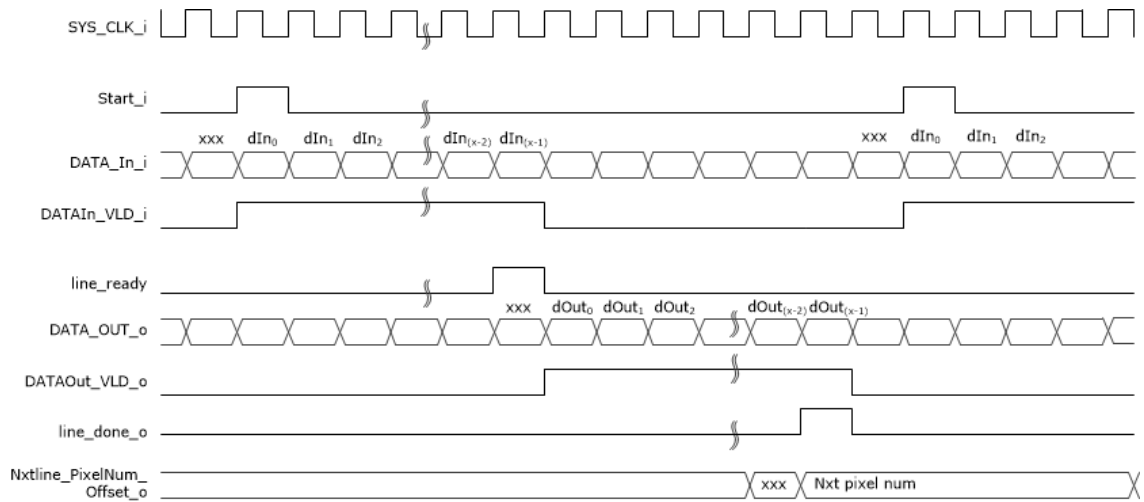 SYS_CLK_i
Start_i
xxx dIn₀ dIn₁ dIn₂ dIn₍ₓ₋₂₎ dIn₍ₓ₋₁₎ xxx dIn₀ dIn₁ dIn₂
DATA_In_i
DATAIn_VLD_i
line_ready
xxx dOut₀ dOut₁ dOut₂ dOut₍ₓ₋₂₎ dOut₍ₓ₋₁₎
DATA_OUT_o
DATAOut_VLD_o
line_done_o
Nxtline_PixelNum_
Offset_o
xxx Nxt pixel num